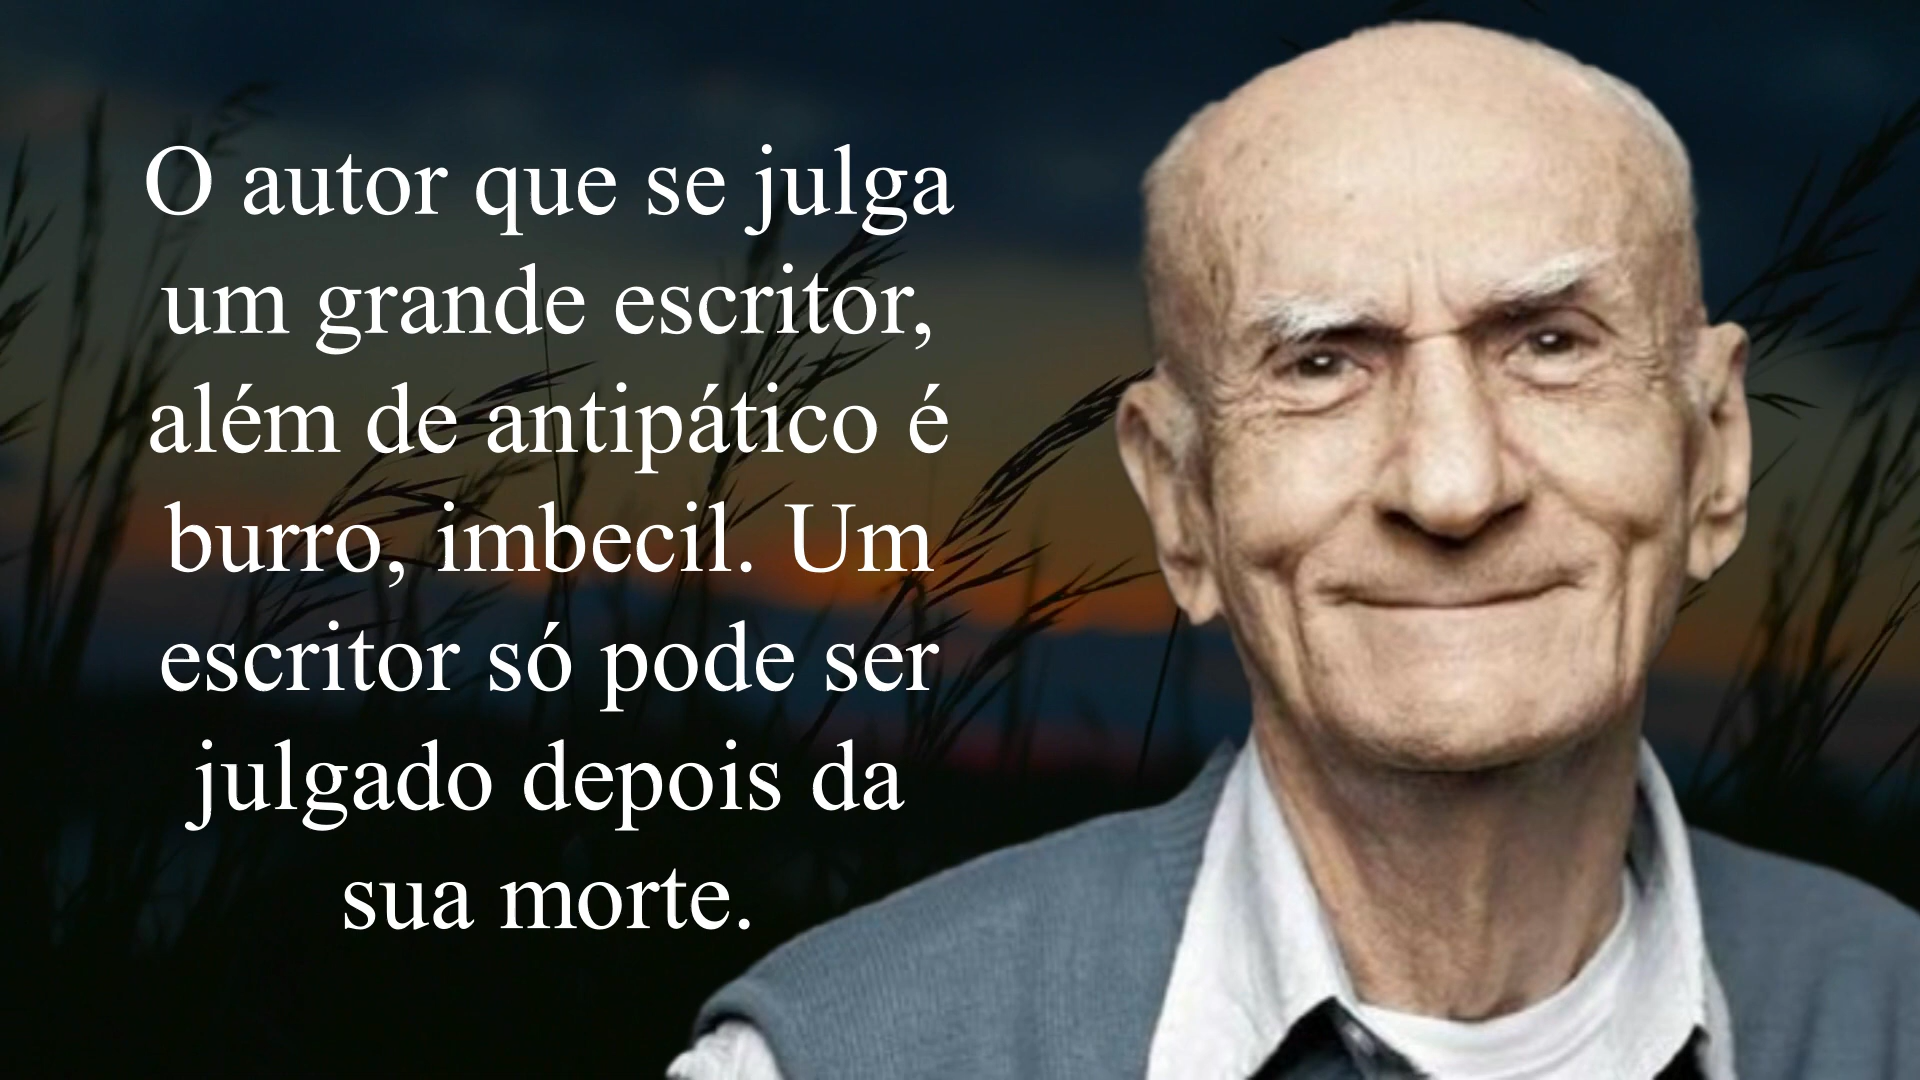 O autor que se julga
um grande escritor,
além de antipático é
burro, imbecil. Um
escritor só pode ser
julgado depois da
sua morte.